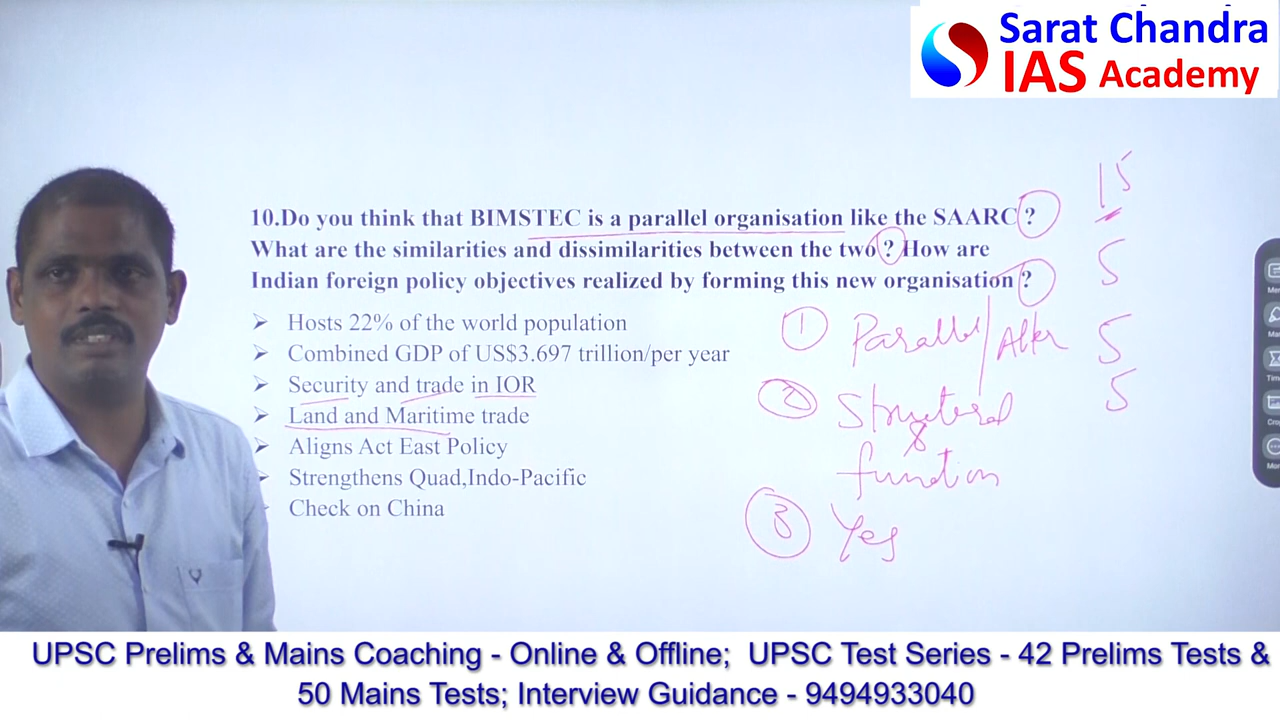 Sarat Chandra
IAS Academy
10.Do you think that BIMSTEC is a parallel organisation like the SAARC ?
What are the similarities and dissimilarities between the two ? How are
Indian foreign policy objectives realized by forming this new organisation ?
➢ Hosts 22% of the world population
➢ Combined GDP of US$3.697 trillion/per year
➢ Security and trade in IOR
➢ Land and Maritime trade
➢ Aligns Act East Policy
➢ Strengthens Quad,Indo-Pacific
Check on China
15
5
5
5
① Parallel/Alter
② Structural
&
function
③ Yes
UPSC Prelims & Mains Coaching - Online & Offline; UPSC Test Series - 42 Prelims Tests &
50 Mains Tests; Interview Guidance - 9494933040